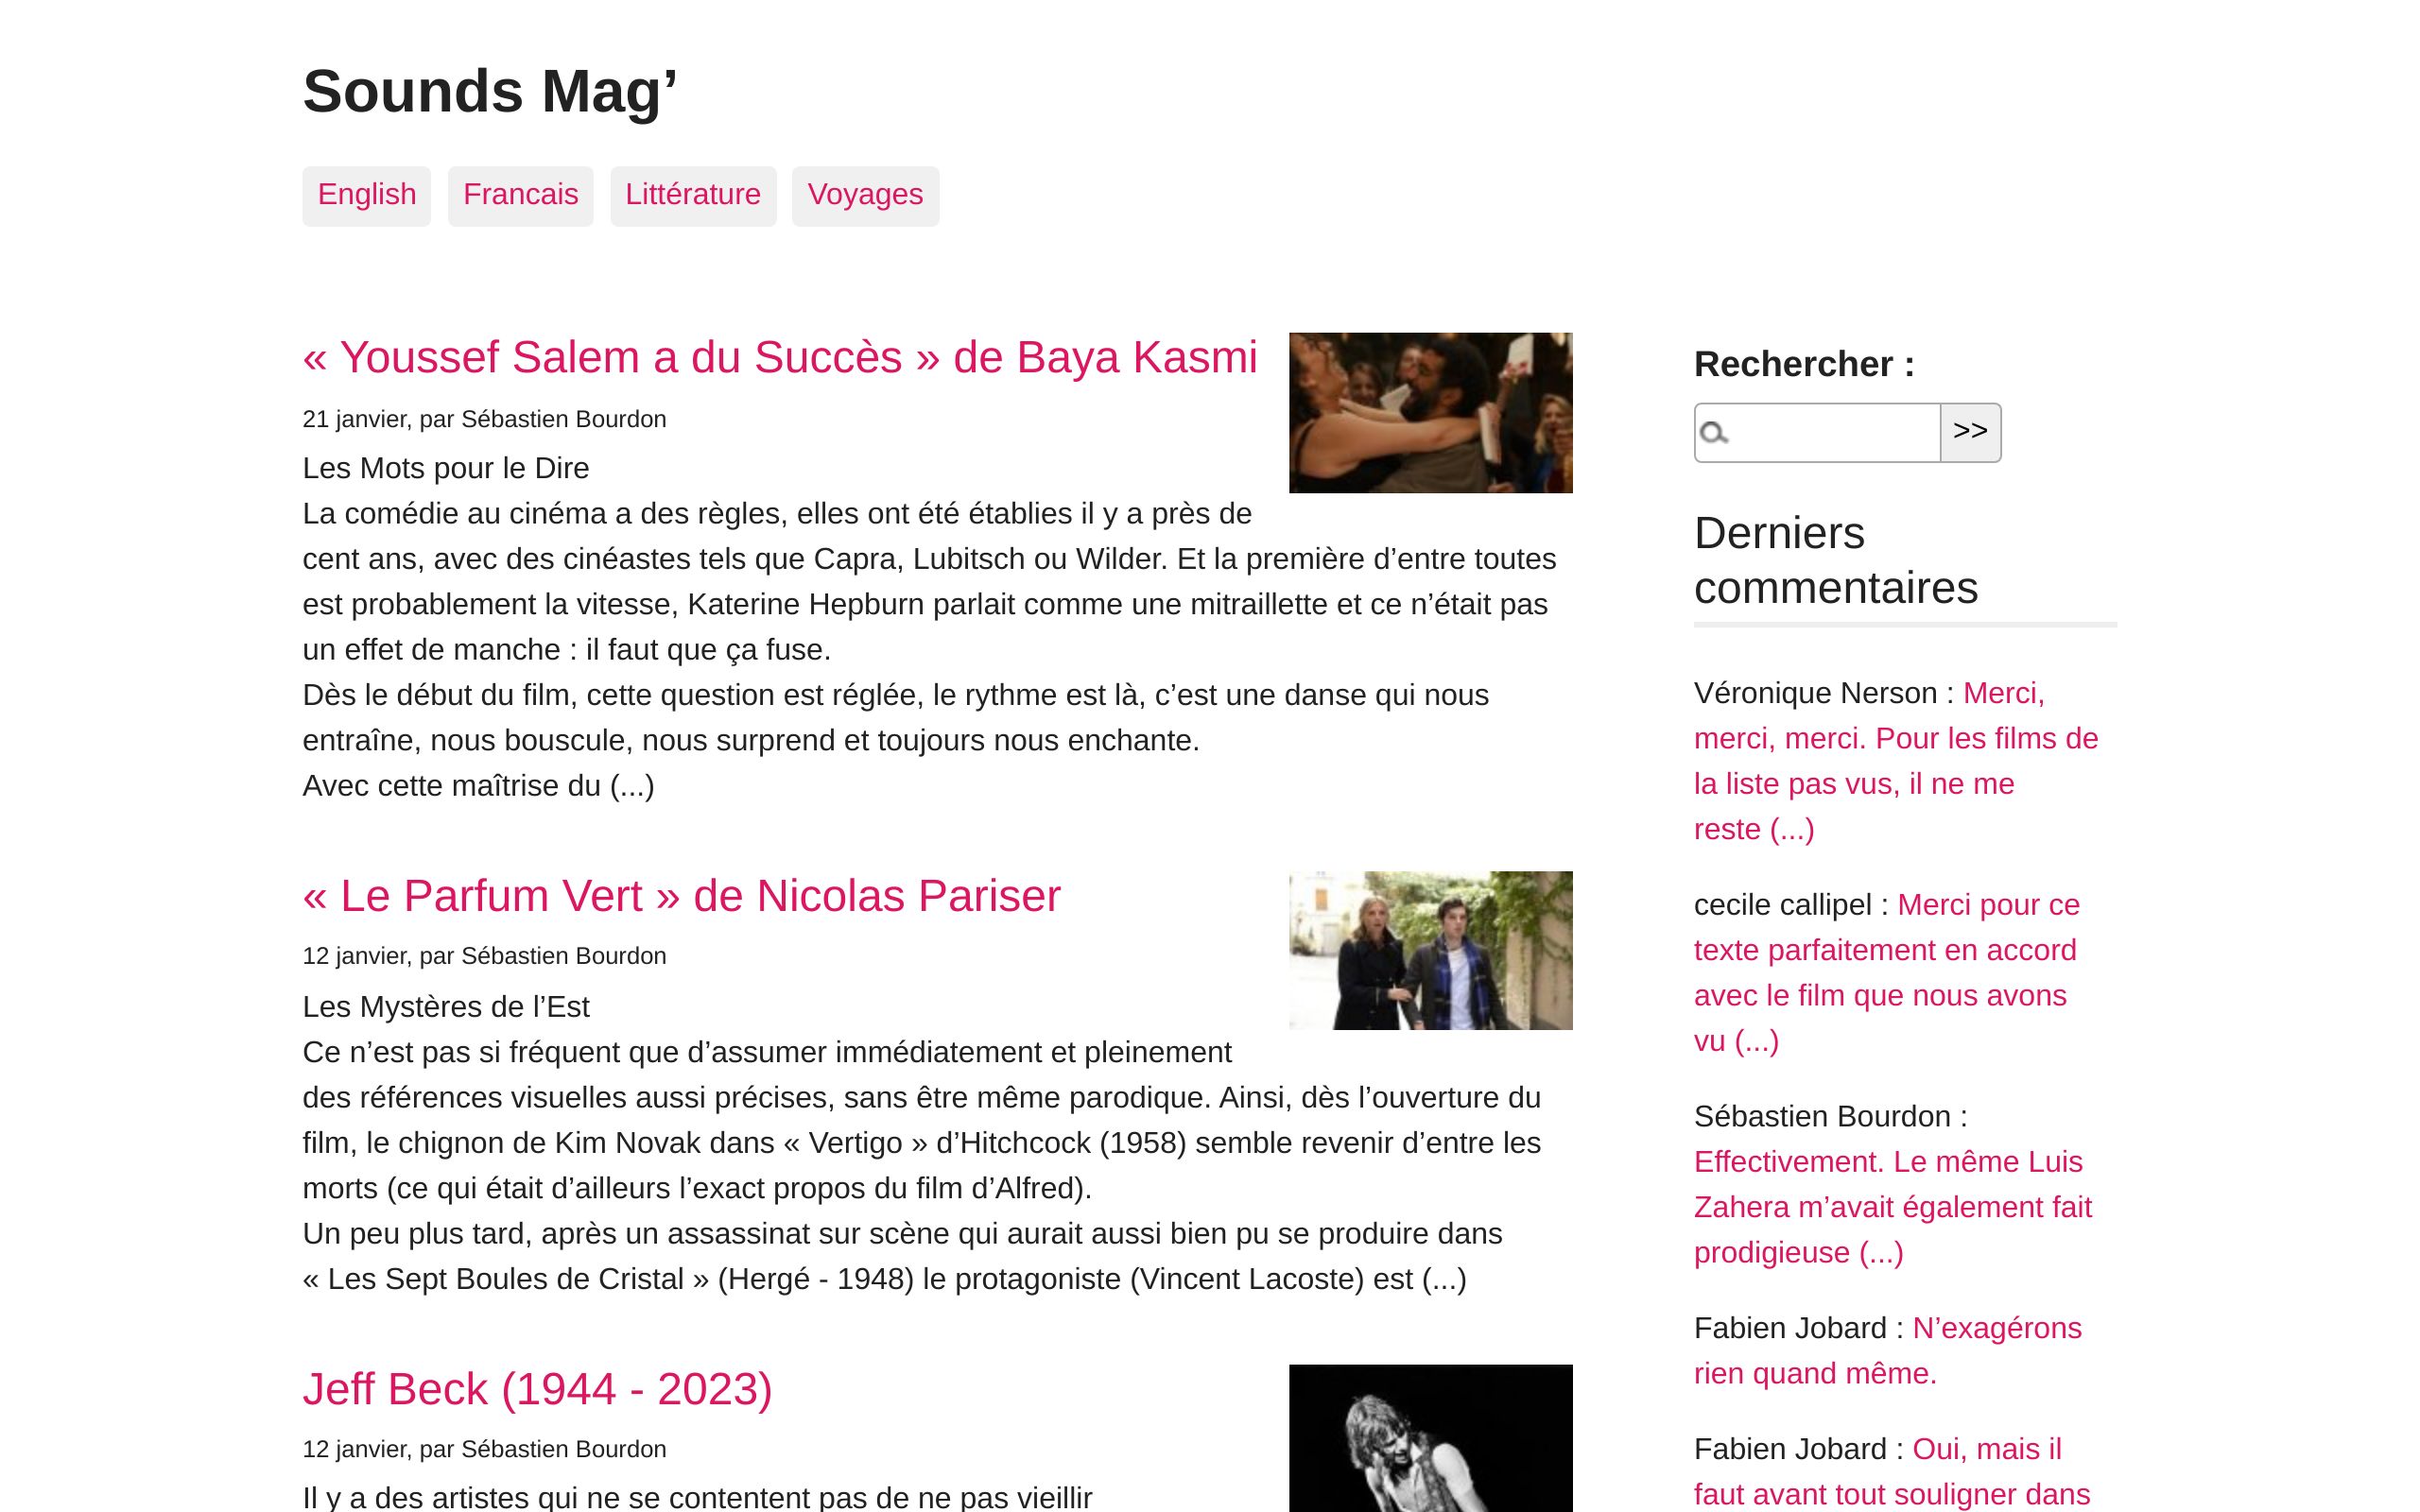 Sounds Mag’
English
Francais
Littérature
Voyages
« Youssef Salem a du Succès » de Baya Kasmi
21 janvier, par Sébastien Bourdon
Les Mots pour le Dire
La comédie au cinéma a des règles, elles ont été établies il y a près de
cent ans, avec des cinéastes tels que Capra, Lubitsch ou Wilder. Et la première d’entre toutes
est probablement la vitesse, Katerine Hepburn parlait comme une mitraillette et ce n’était pas
un effet de manche : il faut que ça fuse.
Dès le début du film, cette question est réglée, le rythme est là, c’est une danse qui nous
entraîne, nous bouscule, nous surprend et toujours nous enchante.
Avec cette maîtrise du (...)
« Le Parfum Vert » de Nicolas Pariser
12 janvier, par Sébastien Bourdon
Les Mystères de l’Est
Ce n’est pas si fréquent que d’assumer immédiatement et pleinement
des références visuelles aussi précises, sans être même parodique. Ainsi, dès l’ouverture du
film, le chignon de Kim Novak dans « Vertigo » d’Hitchcock (1958) semble revenir d’entre les
morts (ce qui était d’ailleurs l’exact propos du film d’Alfred).
Un peu plus tard, après un assassinat sur scène qui aurait aussi bien pu se produire dans
« Les Sept Boules de Cristal » (Hergé - 1948) le protagoniste (Vincent Lacoste) est (...)
Jeff Beck (1944 - 2023)
12 janvier, par Sébastien Bourdon
Il y a des artistes qui ne se contentent pas de ne pas vieillir
Rechercher :
>>
Derniers
commentaires
Véronique Nerson : Merci,
merci, merci. Pour les films de
la liste pas vus, il ne me
reste (...)
cecile callipel : Merci pour ce
texte parfaitement en accord
avec le film que nous avons
vu (...)
Sébastien Bourdon :
Effectivement. Le même Luis
Zahera m’avait également fait
prodigieuse (...)
Fabien Jobard : N’exagérons
rien quand même.
Fabien Jobard : Oui, mais il
faut avant tout souligner dans